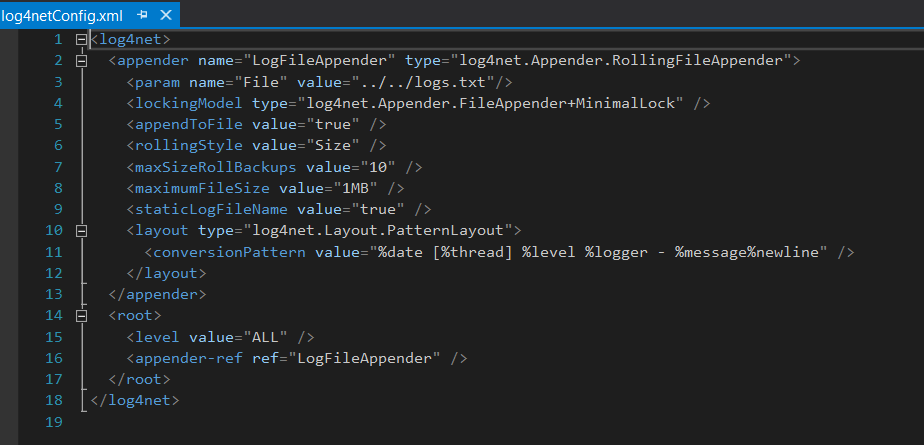 log4netConfig.xml
1 <log4net>
2 <appender name="LogFileAppender" type="log4net.Appender.RollingFileAppender">
3 <param name="File" value="../../logs.txt"/>
4 <lockingModel type="log4net.Appender.FileAppender+MinimalLock" />
5 <appendToFile value="true" />
6 <rollingStyle value="Size" />
7 <maxSizeRollBackups value="10" />
8 <maximumFileSize value="1MB" />
9 <staticLogFileName value="true" />
10 <layout type="log4net.Layout.PatternLayout">
11 <conversionPattern value="%date [%thread] %level %logger - %message%newline" />
12 </layout>
13 </appender>
14 <root>
15 <level value="ALL" />
16 <appender-ref ref="LogFileAppender" />
17 </root>
18 </log4net>
19